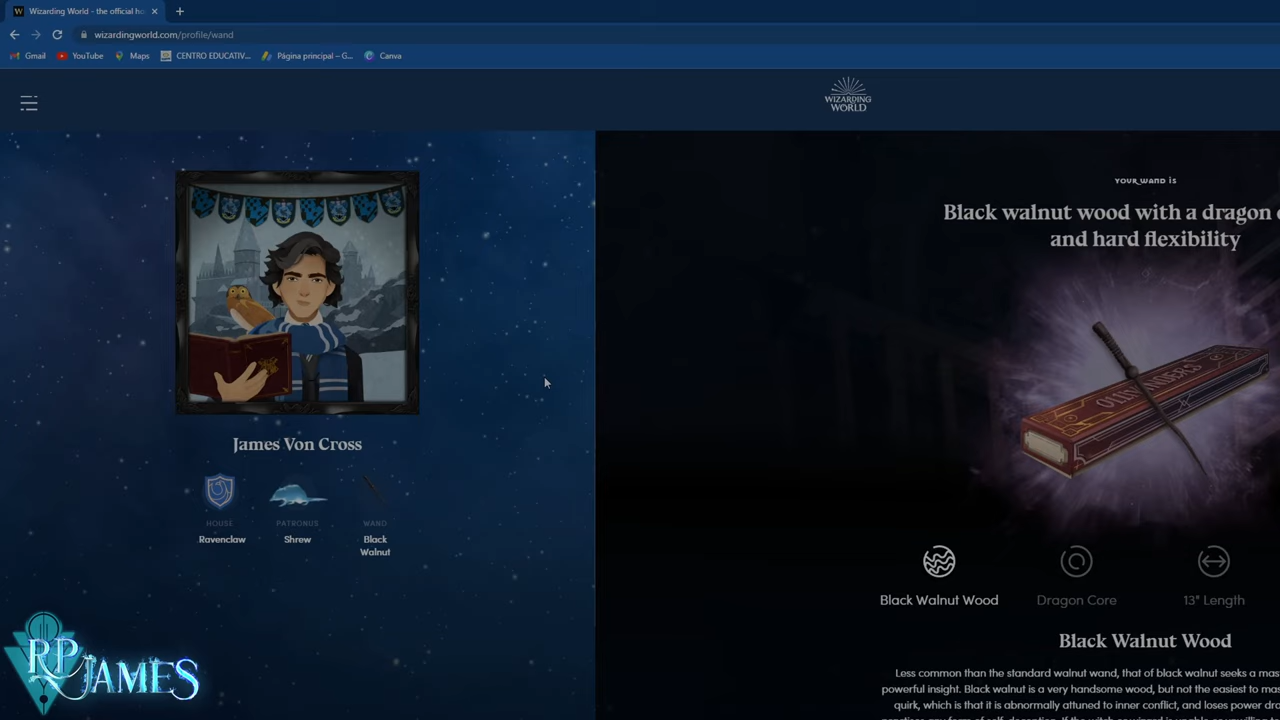 Wizarding World - the official ho
wizardingworld.com/profile/wand
Gmail
YouTube
Maps
CENTRO EDUCATIV...
Página principal – G...
Canva
WIZARDING
WORLD
YOUR WAND IS
Black walnut wood with a dragon
and hard flexibility
OLLIVANDERS
James Von Cross
HOUSE
PATRONUS
WAND
Ravenclaw
Shrew
Black
Walnut
Black Walnut Wood
Dragon Core
13" Length
Black Walnut Wood
Less common than the standard walnut wand, that of black walnut seeks a mas
powerful insight. Black walnut is a very handsome wood, but not the easiest to mas
quirk, which is that it is abnormally attuned to inner conflict, and loses power dra
RP JAMES